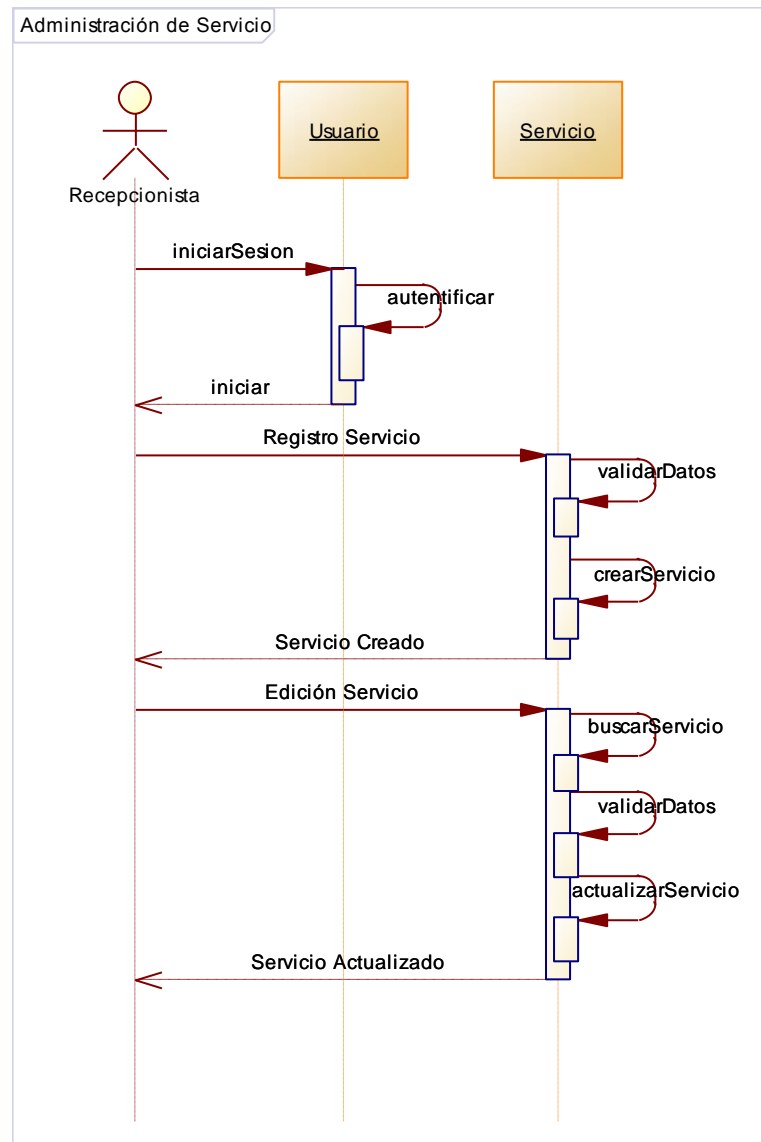 Administración de Servicio
Usuario
Servicio
Recepcionista
iniciarSesion
autentificar
iniciar
Registro Servicio
validarDatos
crearServicio
Servicio Creado
Edición Servicio
buscarServicio
validarDatos
actualizarServicio
Servicio Actualizado